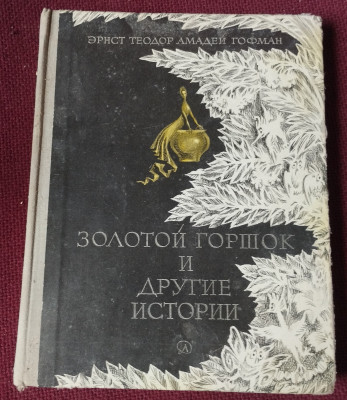 ЭРНСТ ТЕОДОР АМАДЕЙ ГОФМАН
ЗОЛОТОЙ ГОРШОК
И
ДРУГИЕ
ИСТОРИИ